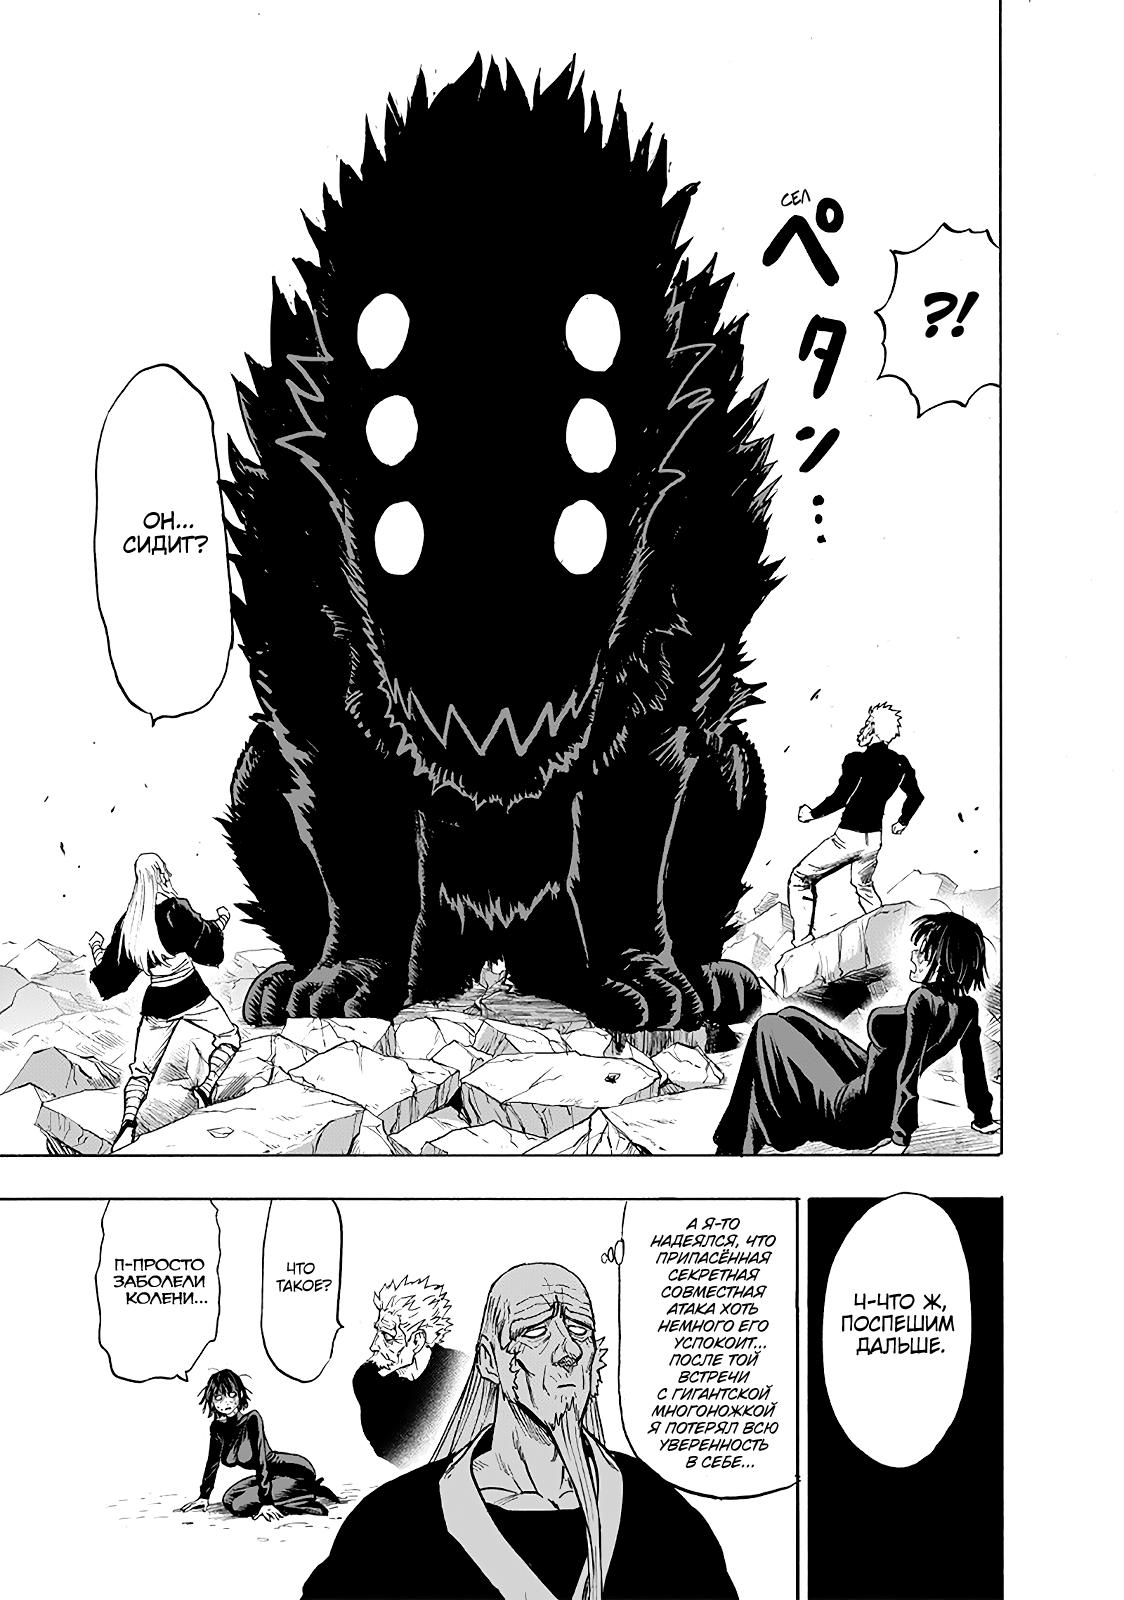 ?!
СЕЛ
ペタン…
ОН...
СИДИТ?
Ч-ЧТО Ж,
ПОСПЕШИМ
ДАЛЬШЕ.
А Я-ТО
НАДЕЯЛСЯ, ЧТО
ПРИПАСЁННАЯ
СЕКРЕТНАЯ
СОВМЕСТНАЯ
АТАКА ХОТЬ
НЕМНОГО ЕГО
УСПОКОИТ...
ПОСЛЕ ТОЙ
ВСТРЕЧИ
С ГИГАНТСКОЙ
МНОГОНОЖКОЙ
Я ПОТЕРЯЛ ВСЮ
УВЕРЕННОСТЬ
В СЕБЕ...
ЧТО
ТАКОЕ?
П-ПРОСТО
ЗАБОЛЕЛИ
КОЛЕНИ...